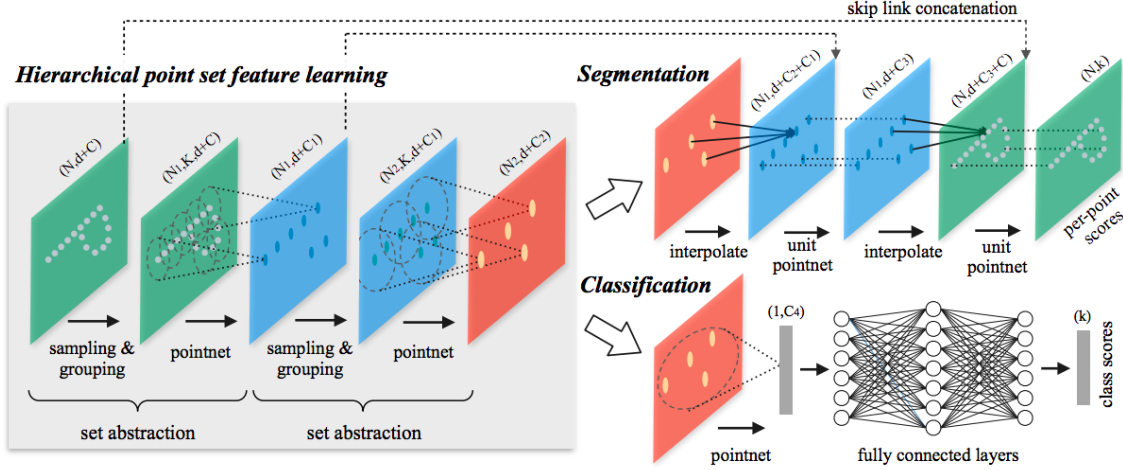 skip link concatenation
Hierarchical point set feature learning
(N,d+C)
(N1,K,d+C)
(N1,d+C1)
(N2,K,d+C1)
(N2,d+C2)
sampling &
grouping
pointnet
sampling &
grouping
pointnet
set abstraction
set abstraction
Segmentation
(N1,d+C2+C1)
(N1,d+C3)
(N,d+C3+C)
(N,k)
per-point
scores
interpolate
unit
pointnet
interpolate
unit
pointnet
Classification
(1,C4)
(k)
class scores
pointnet
fully connected layers